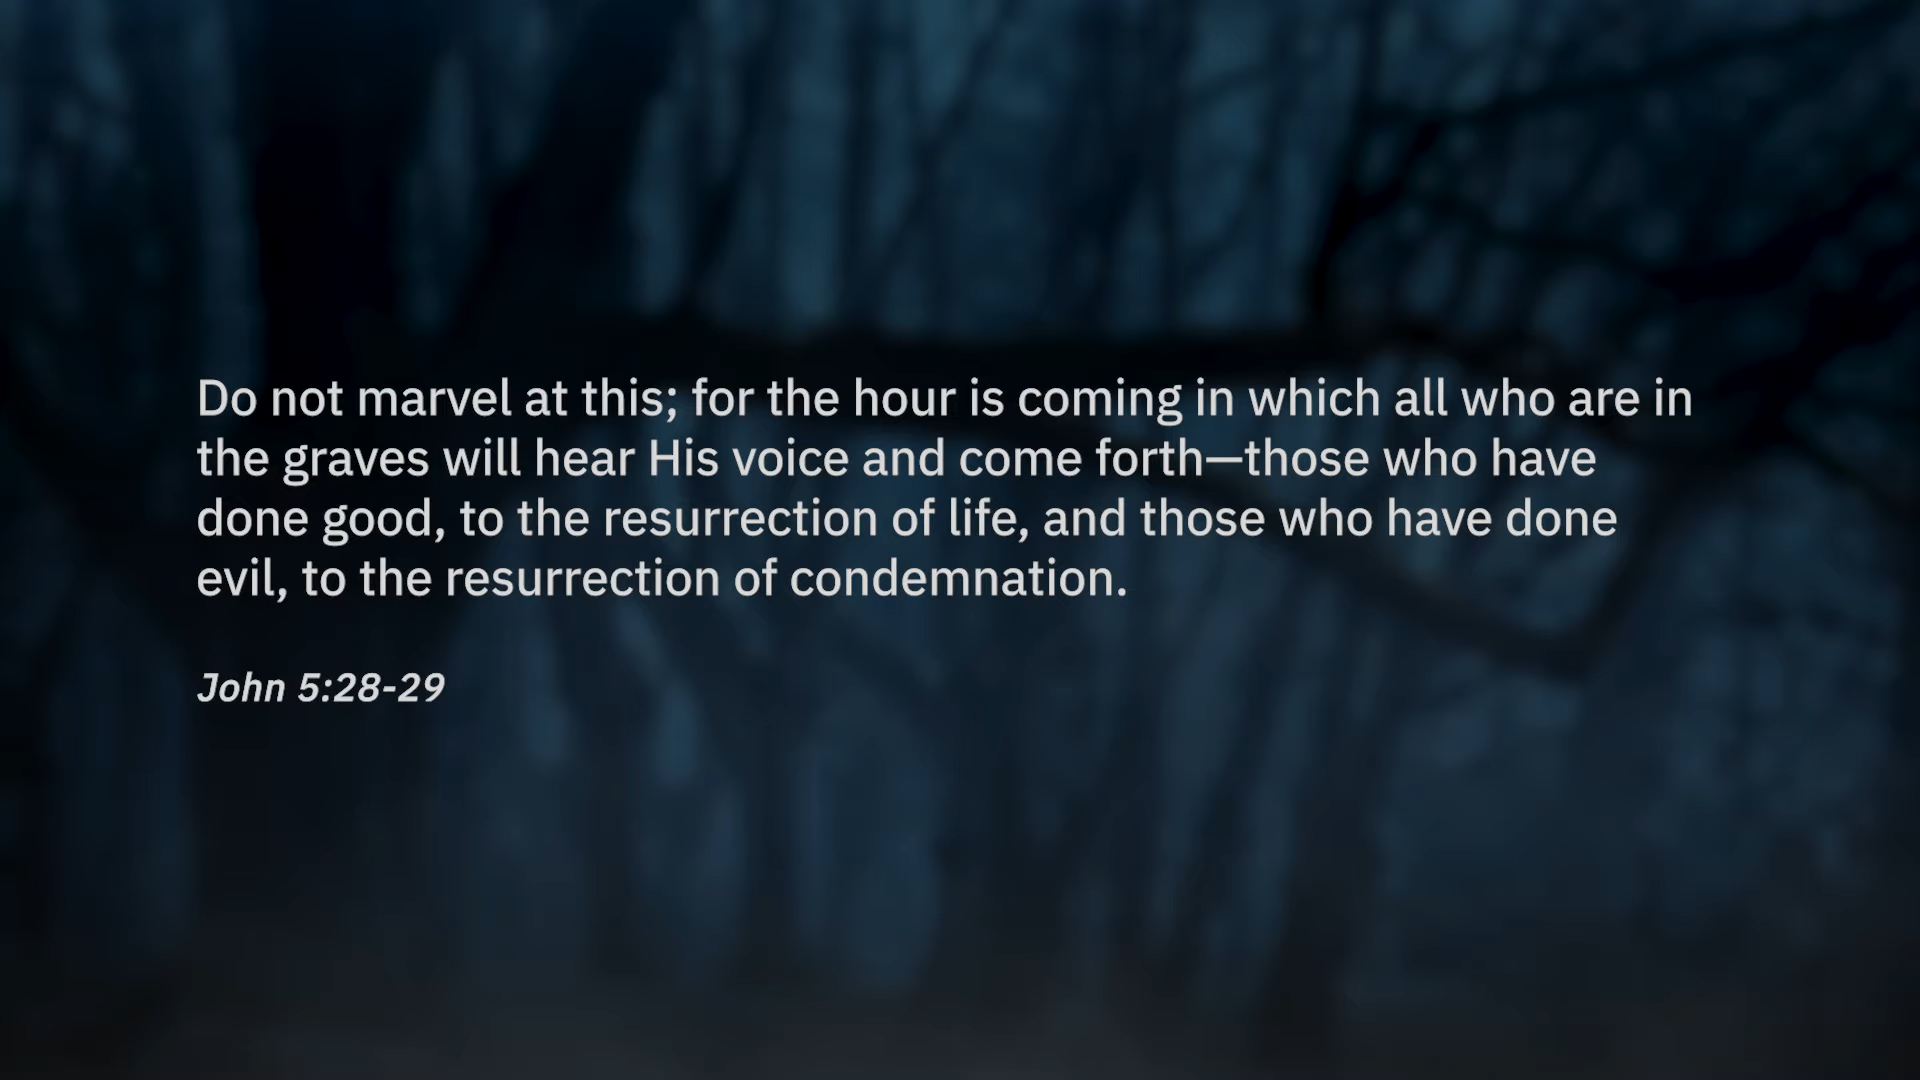 Do not marvel at this; for the hour is coming in which all who are in
the graves will hear His voice and come forth—those who have
done good, to the resurrection of life, and those who have done
evil, to the resurrection of condemnation.
John 5:28-29